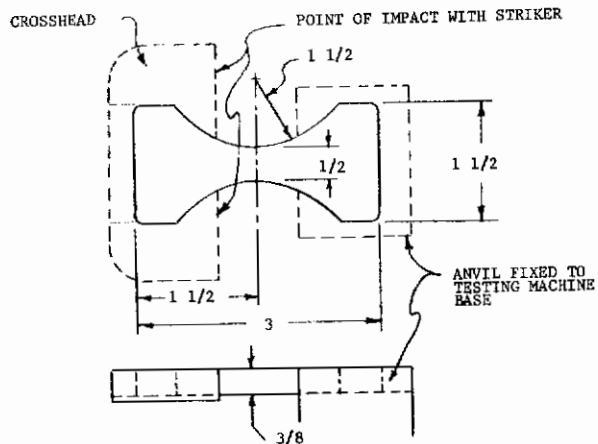 CROSSHEAD
POINT OF IMPACT WITH STRIKER
1 1/2
1/2
1 1/2
1 1/2
3
ANVIL FIXED TO
TESTING MACHINE
BASE
3/8